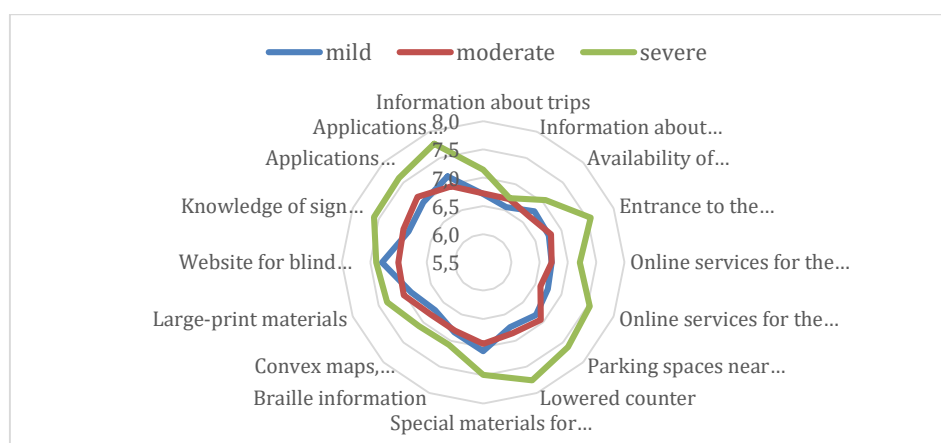 mild moderate severe
Information about trips
Applications... 8,0 Information about...
Applications... 7,5 Availability of...
7,0
Knowledge of sign... 6,5 Entrance to the...
6,0
Website for blind... 5,5 Online services for the...
Large-print materials Online services for the...
Convex maps,... Parking spaces near...
Braille information Lowered counter
Special materials for...